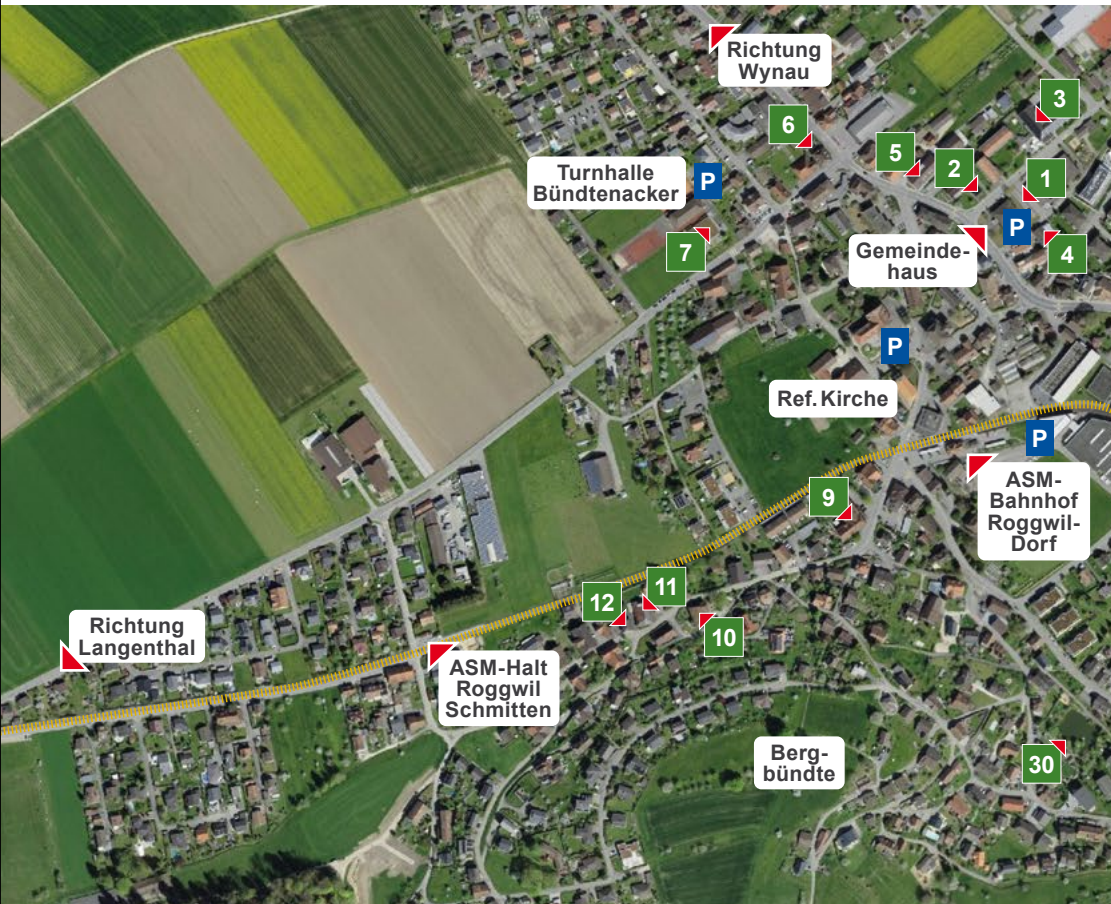 Richtung
Wynau
3
6
5
2
Turnhalle
Bündtenacker
P
1
P
7
Gemeinde-
haus
4
P
Ref. Kirche
P
ASM-
Bahnhof
Roggwil-
Dorf
9
12
11
10
Richtung
Langenthal
ASM-Halt
Roggwil
Schmitten
Berg-
bündte
30